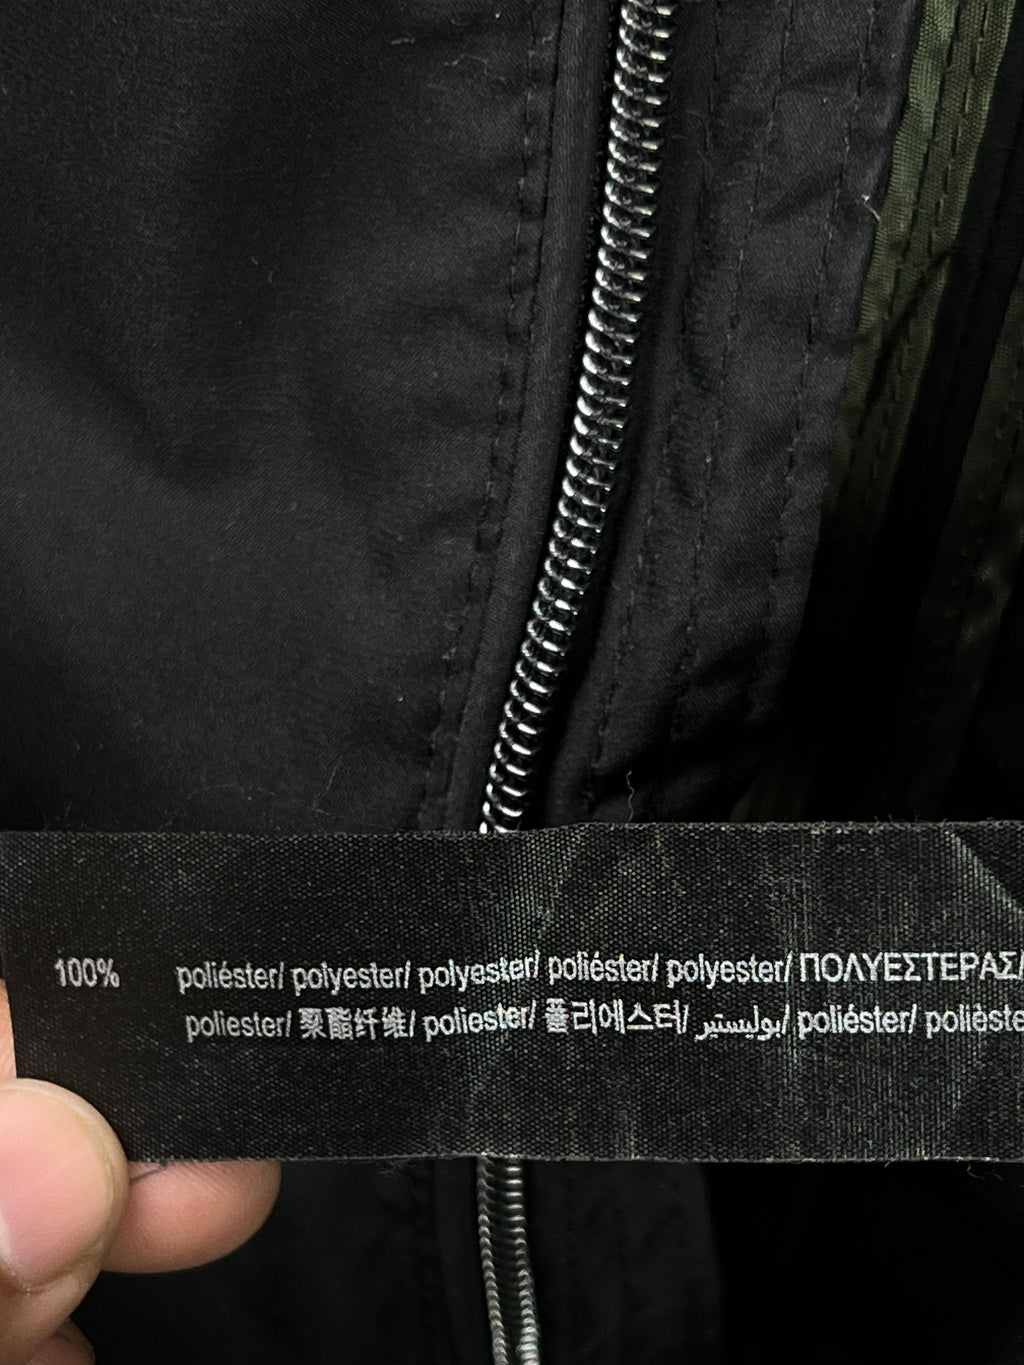 100% poliéster/ polyester/ polyester/ poliéster/ polyester/ ΠΟΛΥΕΣΤΕΡΑΣ/
poliester/ 聚酯纤维/ poliester/ 폴리에스터/ بوليستير/ poliéster/ polièste